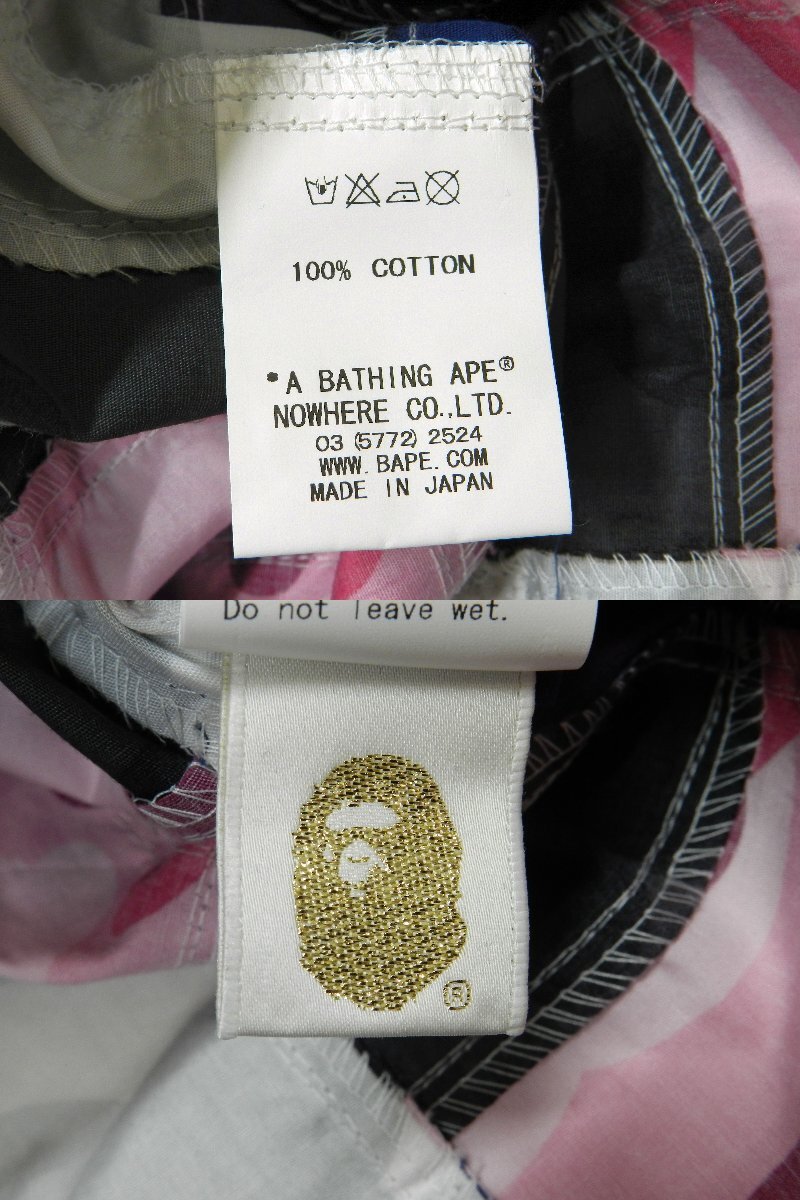 100% COTTON
*A BATHING APE®
NOWHERE CO.,LTD.
03 (5772) 2524
WWW. BAPE. COM
MADE IN JAPAN
Do not leave wet.
®